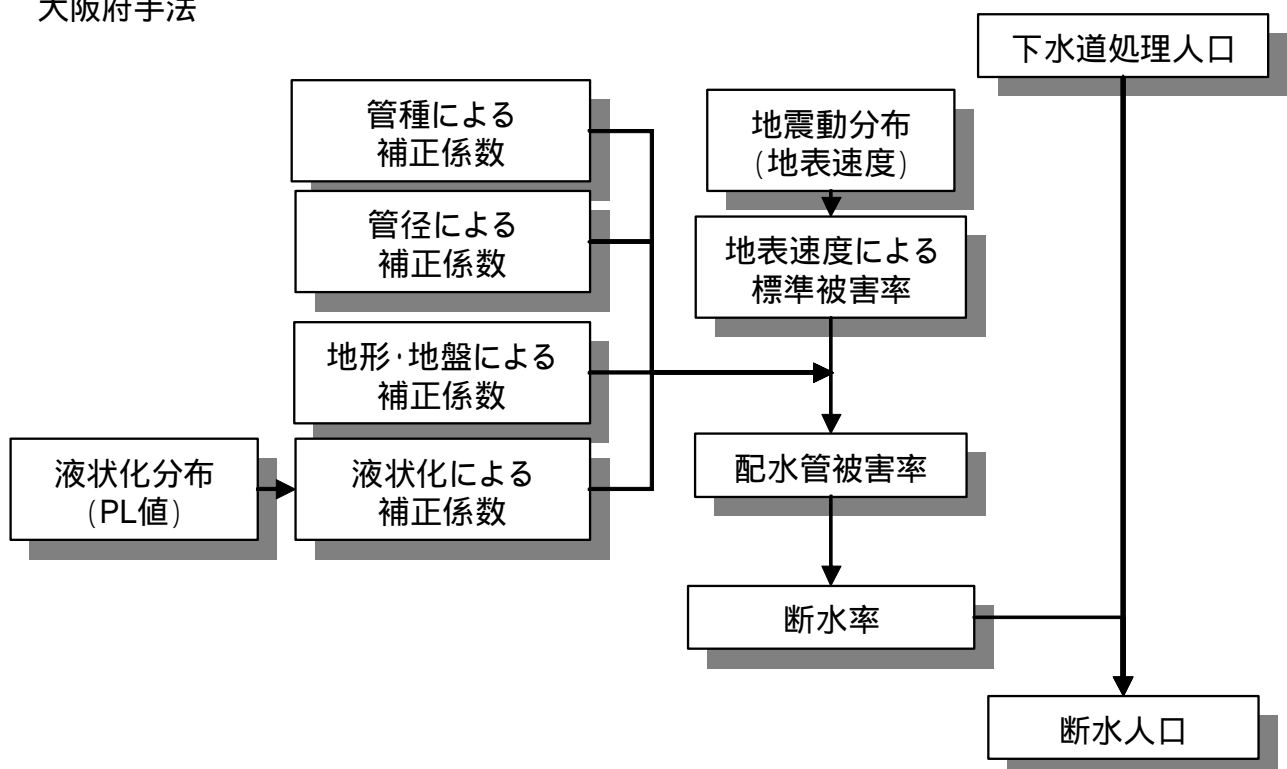 大阪府手法
下水道処理人口
管種による
補正係数
地震動分布
(地表速度)
管径による
補正係数
地表速度による
標準被害率
地形･地盤による
補正係数
液状化分布
(PL値)
液状化による
補正係数
配水管被害率
断水率
断水人口